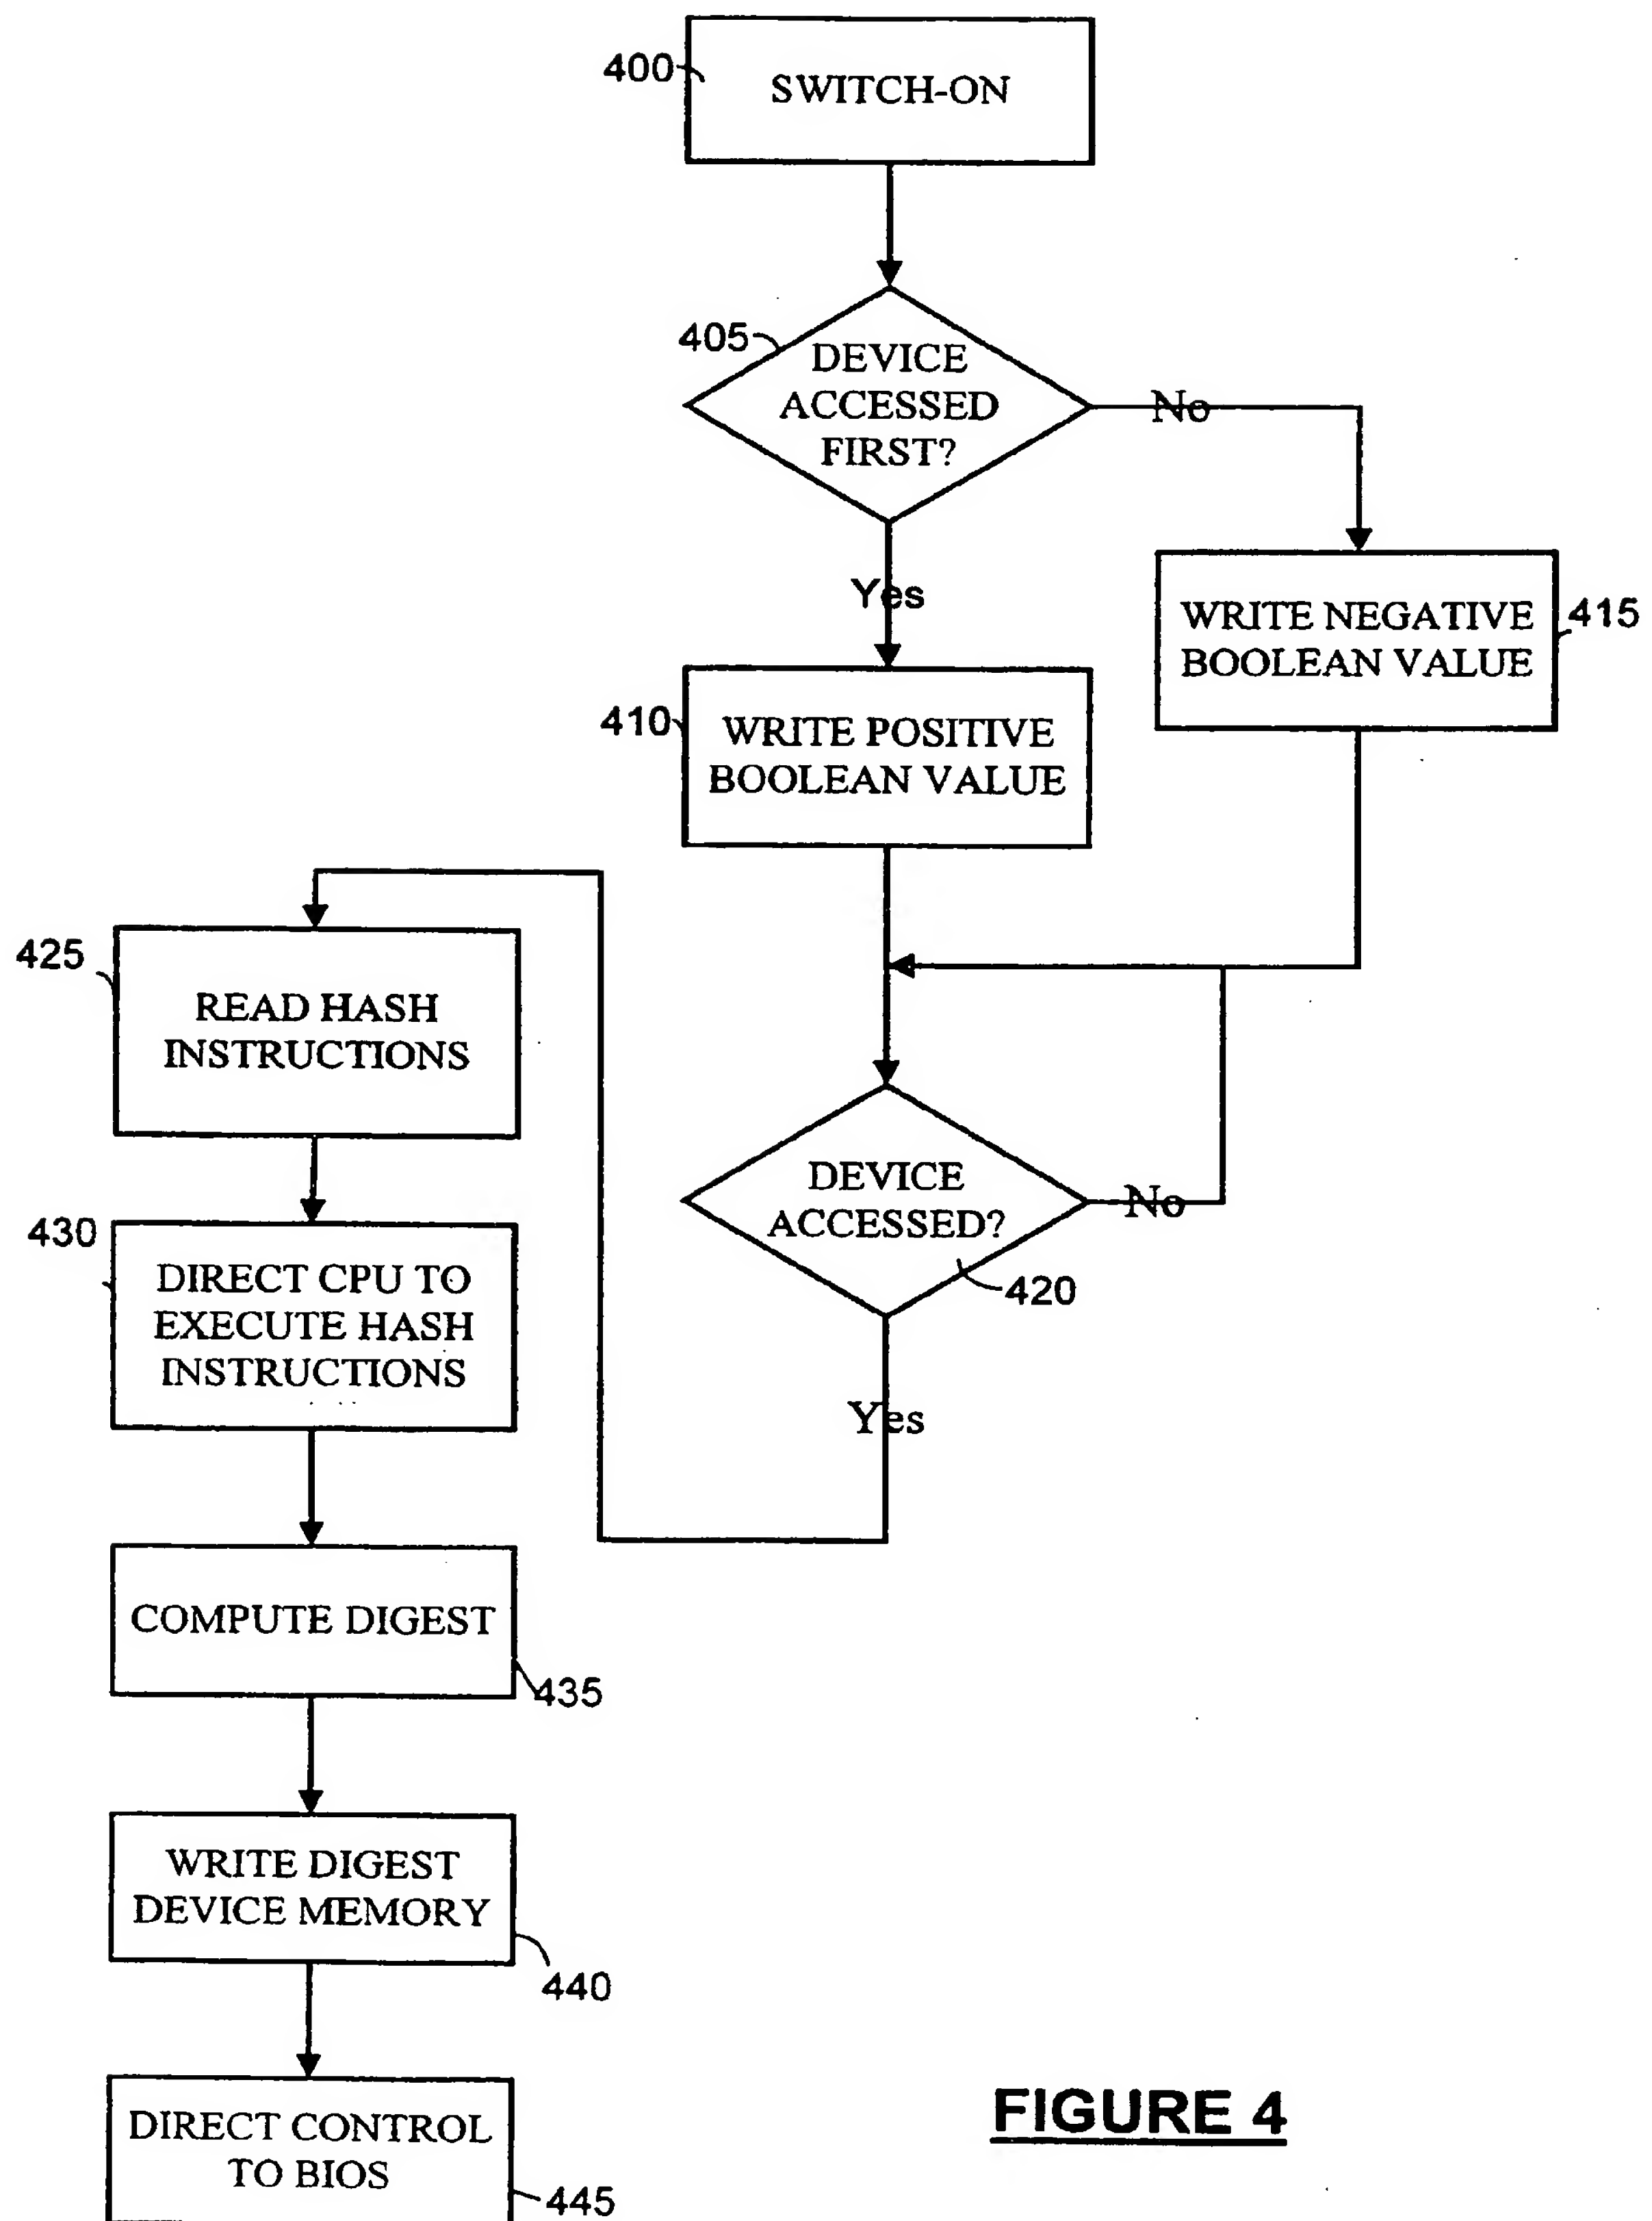 400
SWITCH-ON
405
DEVICE
ACCESSED
FIRST?
No
Yes
WRITE NEGATIVE
BOOLEAN VALUE
415
410
WRITE POSITIVE
BOOLEAN VALUE
425
READ HASH
INSTRUCTIONS
DEVICE
ACCESSED?
No
420
430
DIRECT CPU TO
EXECUTE HASH
INSTRUCTIONS
Yes
COMPUTE DIGEST
435
WRITE DIGEST
DEVICE MEMORY
440
DIRECT CONTROL
TO BIOS
445
FIGURE 4